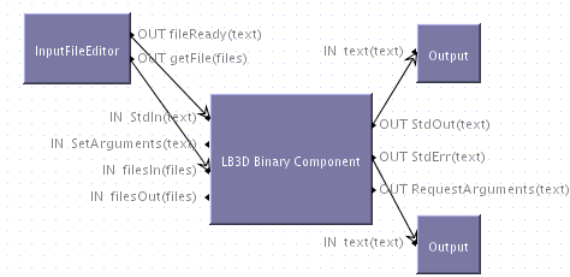 InputFileEditor
OUT fileReady(text)
OUT getFile(files)
IN text(text)
Output
IN StdIn(text)
IN SetArguments(text)
IN filesIn(files)
IN filesOut(files)
LB3D Binary Component
OUT StdOut(text)
OUT StdErr(text)
OUT RequestArguments(text)
IN text(text)
Output